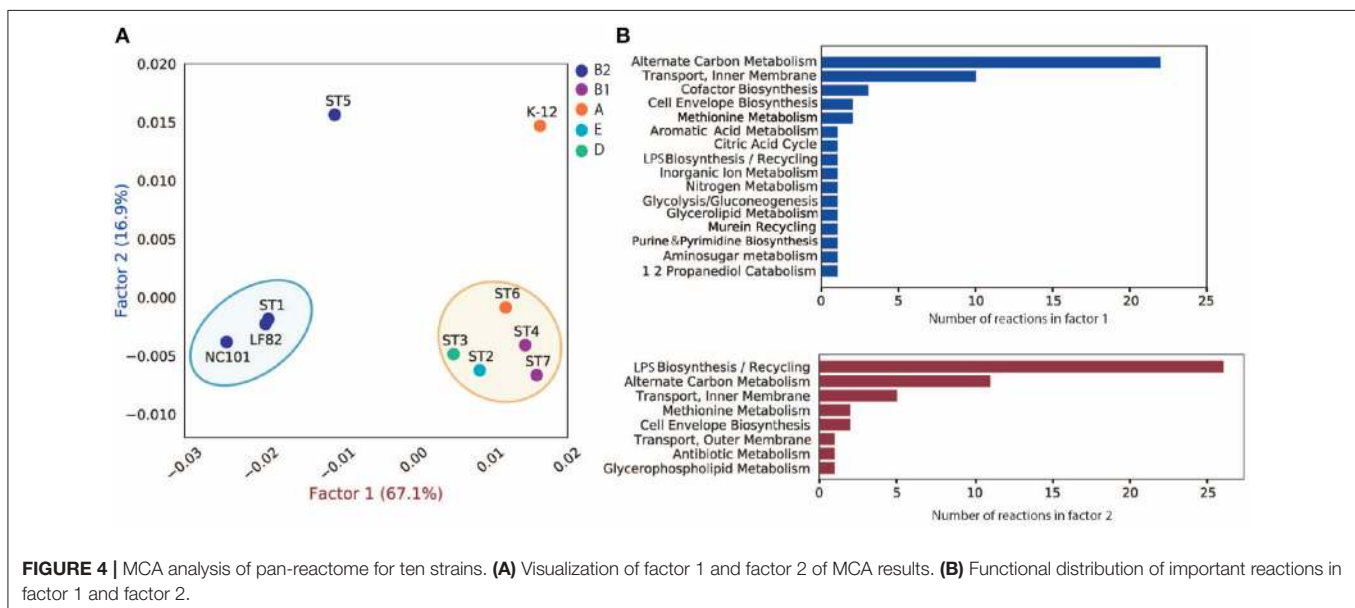 A
0.020
0.015
0.010
0.005
0.000
−0.005
−0.010
Factor 2 (16.9%)
ST5
K-12
ST1
LF82
NC101
ST6
ST4
ST3
ST2
ST7
−0.03
−0.02
−0.01
0.00
0.01
0.02
Factor 1 (67.1%)
B2
B1
A
E
D
B
Alternate Carbon Metabolism
Transport, Inner Membrane
Cofactor Biosynthesis
Cell Envelope Biosynthesis
Methionine Metabolism
Aromatic Acid Metabolism
Citric Acid Cycle
LPSBiosynthesis / Recycling
Inorganic Ion Metabolism
Nitrogen Metabolism
Glycolysis/Gluconeogenesis
Glycerolipid Metabolism
Murein Recycling
Purine&Pyrimidine Biosynthesis
Aminosugar metabolism
1 2 Propanediol Catabolism
0 5 10 15 20 25
Number of reactions in factor 1
LPS Biosynthesis / Recycling
Alternate Carbon Metabolism
Transport, Inner Membrane
Methionine Metabolism
Cell Envelope Biosynthesis
Transport, Outer Membrane
Antibiotic Metabolism
Glycerophospholipid Metabolism
0 5 10 15 20 25
Number of reactions in factor 2
FIGURE 4 | MCA analysis of pan-reactome for ten strains. (A) Visualization of factor 1 and factor 2 of MCA results. (B) Functional distribution of important reactions in
factor 1 and factor 2.